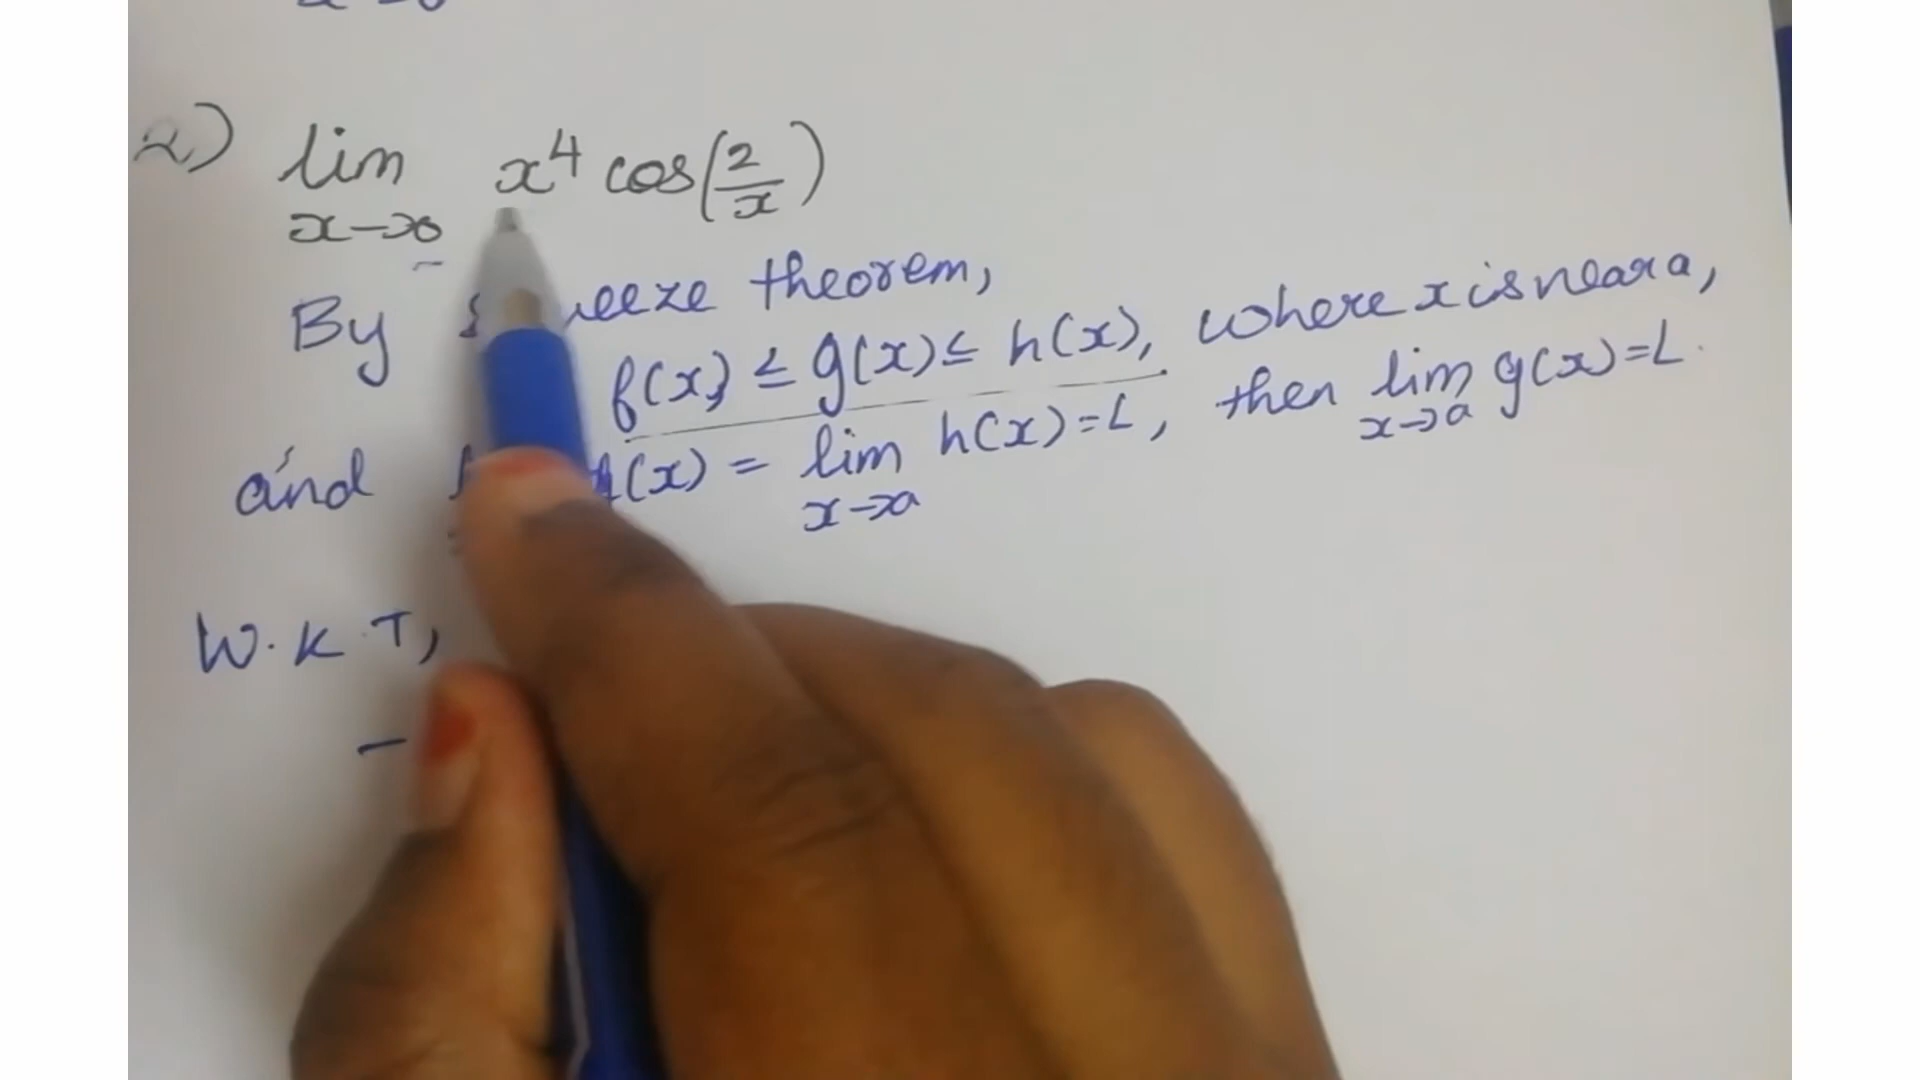 2) lim x⁴ cos(2/x)
x→0
By theorem,
f(x) ≤ g(x) ≤ h(x), where x is near a,
and (x) = lim h(x) = L, then lim g(x) = L.
x→a x→a
W.K.T,
−